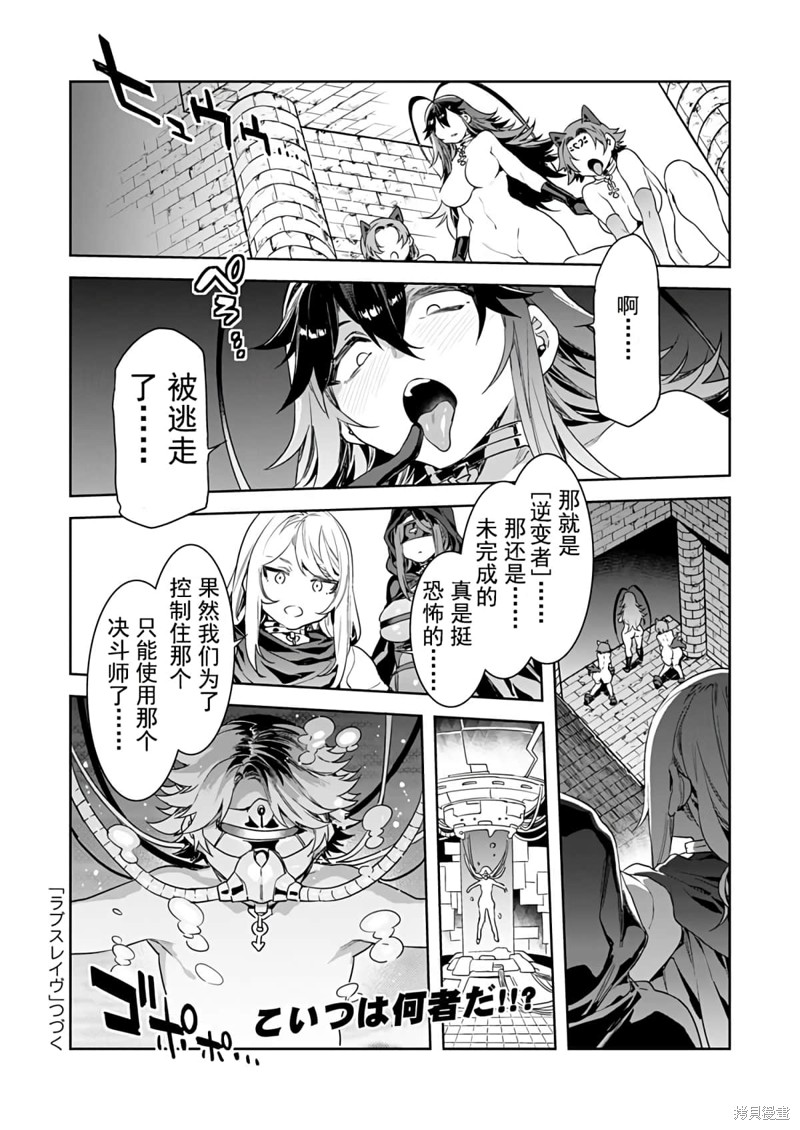 ヒュウウ
啊……
ペろ…
被逃走
了……
那就是
[逆变者]……
那还是……
未完成的
真是挺
恐怖的……
果然我们为了
控制住那个
只能使用那个
决斗师了……
ゴポポ…
こいつは何者だ!!?
「ラブスレイヴ」つづく
拷贝漫畫